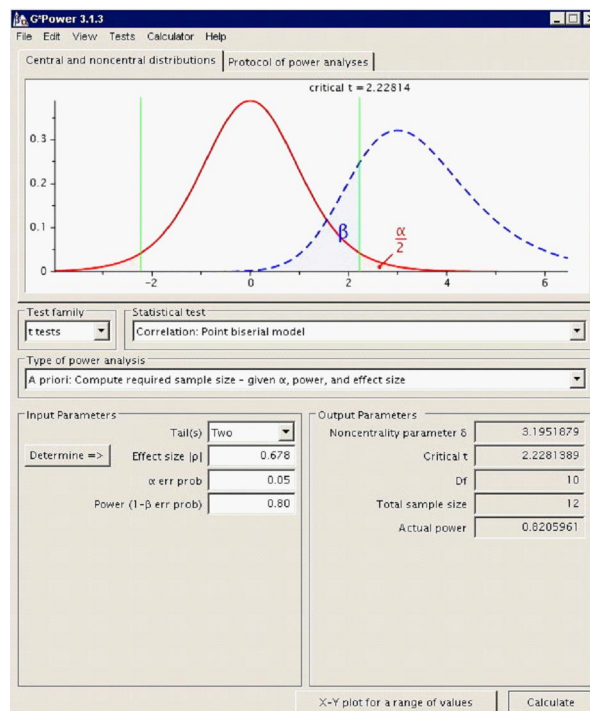 G*Power 3.1.3
File Edit View Tests Calculator Help
Central and noncentral distributions Protocol of power analyses
critical t = 2.22814
0.3
0.2
0.1
0
β
α
2
-2 0 2 4 6
Test family Statistical test
t tests Correlation: Point biserial model
Type of power analysis
A priori: Compute required sample size - given α, power, and effect size
Input Parameters Output Parameters
Tail(s) Two Noncentrality parameter δ 3.1951879
Determine => Effect size |ρ| 0.678 Critical t 2.2281389
α err prob 0.05 Df 10
Power (1-β err prob) 0.80 Total sample size 12
Actual power 0.8205961
X-Y plot for a range of values Calculate